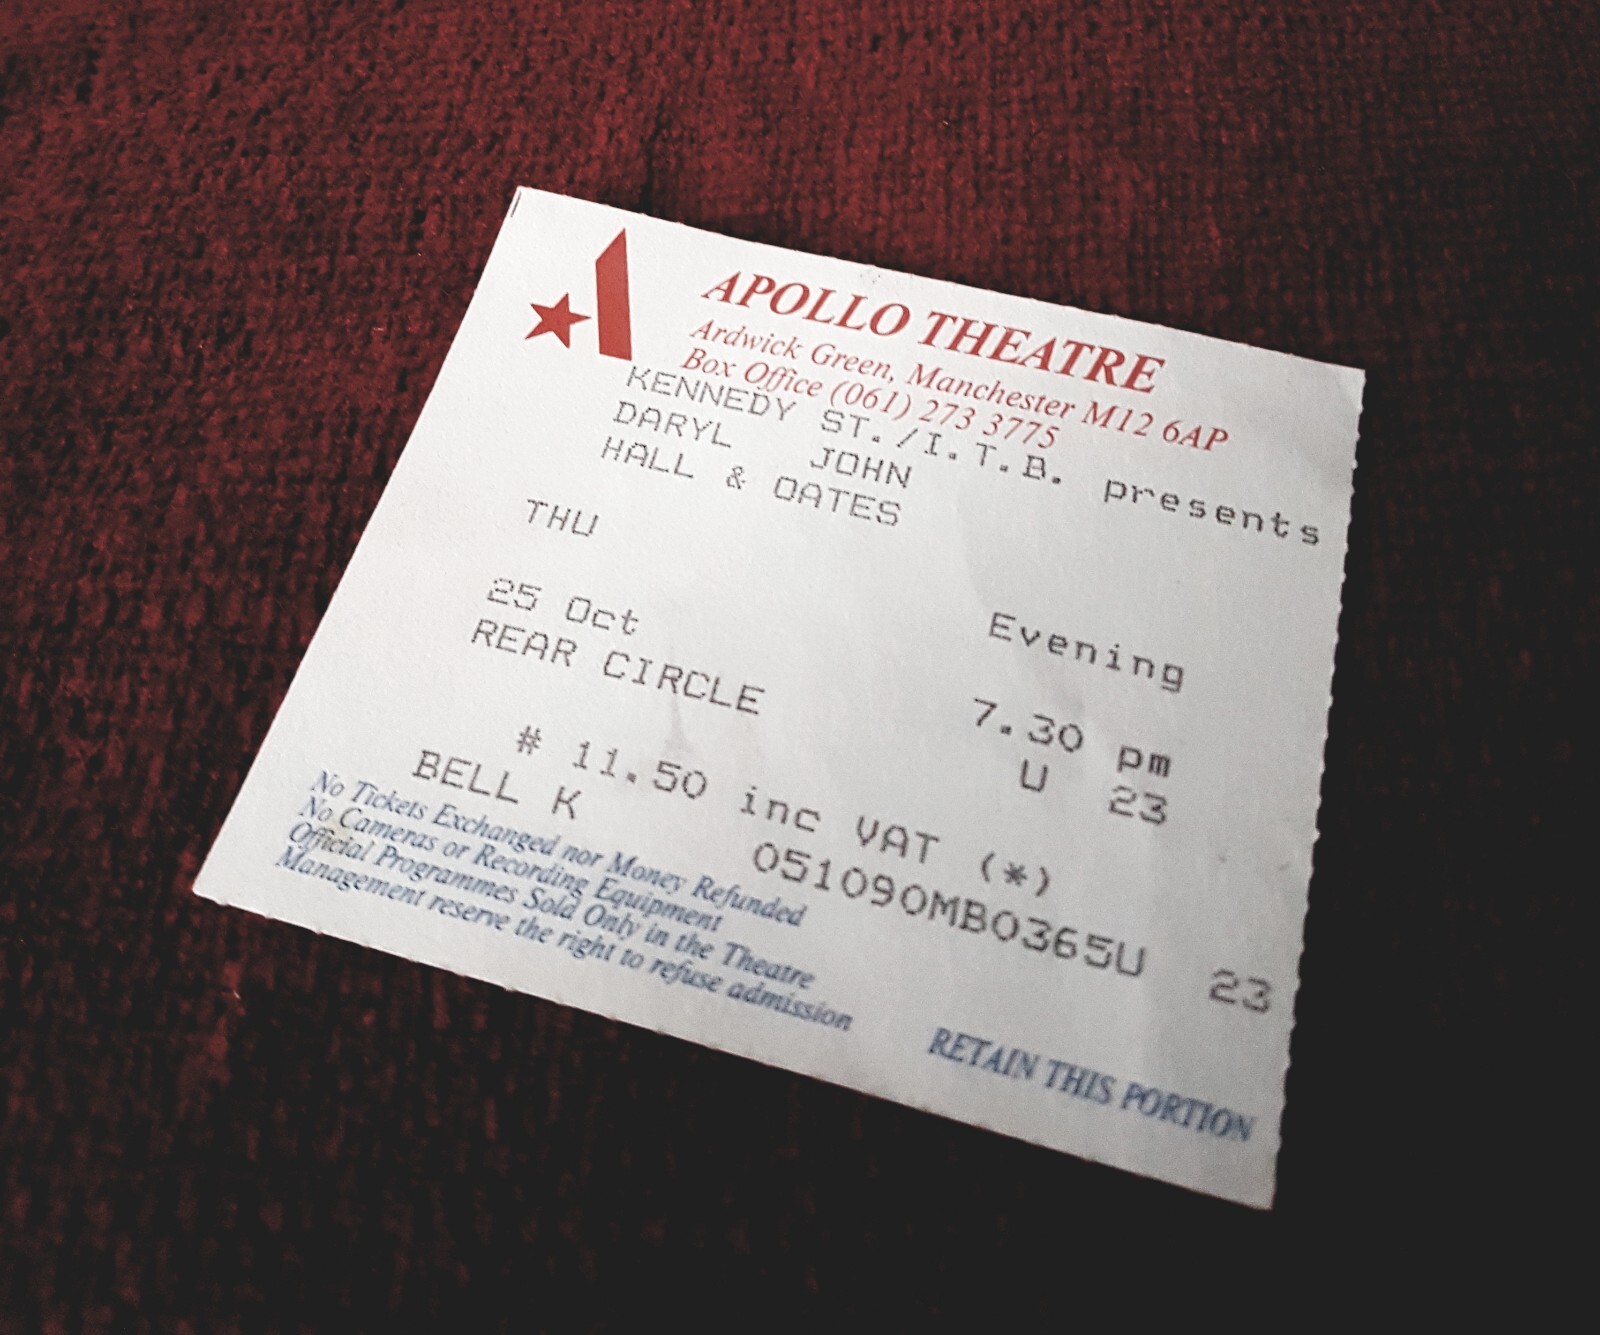 APOLLO THEATRE
Ardwick Green, Manchester M12 6AP
Box Office (061) 273 3775
KENNEDY ST./I.T.B. presents
DARYL JOHN
HALL & OATES
THU Evening
25 Oct 7.30 pm
REAR CIRCLE U 23
# 11.50 inc VAT (*)
BELL K 051090MB0365U 23
No Tickets Exchanged nor Money Refunded
No Cameras or Recording Equipment
Official Programmes Sold Only in the Theatre
Management reserve the right to refuse admission
RETAIN THIS PORTION